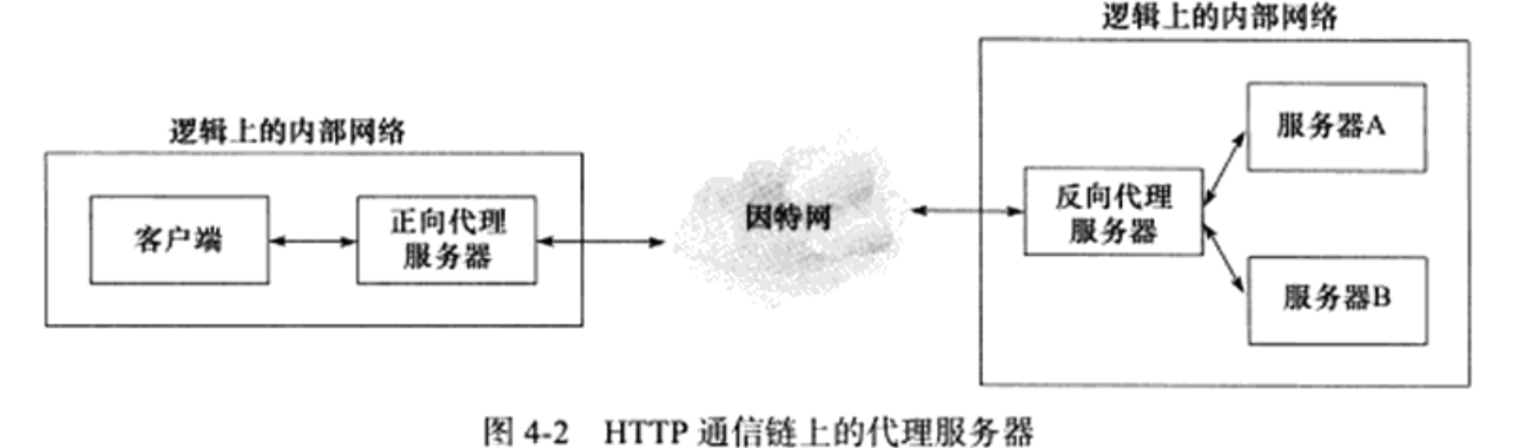 逻辑上的内部网络
逻辑上的内部网络
客户端
正向代理
服务器
因特网
反向代理
服务器
服务器A
服务器B
图 4-2 HTTP 通信链上的代理服务器